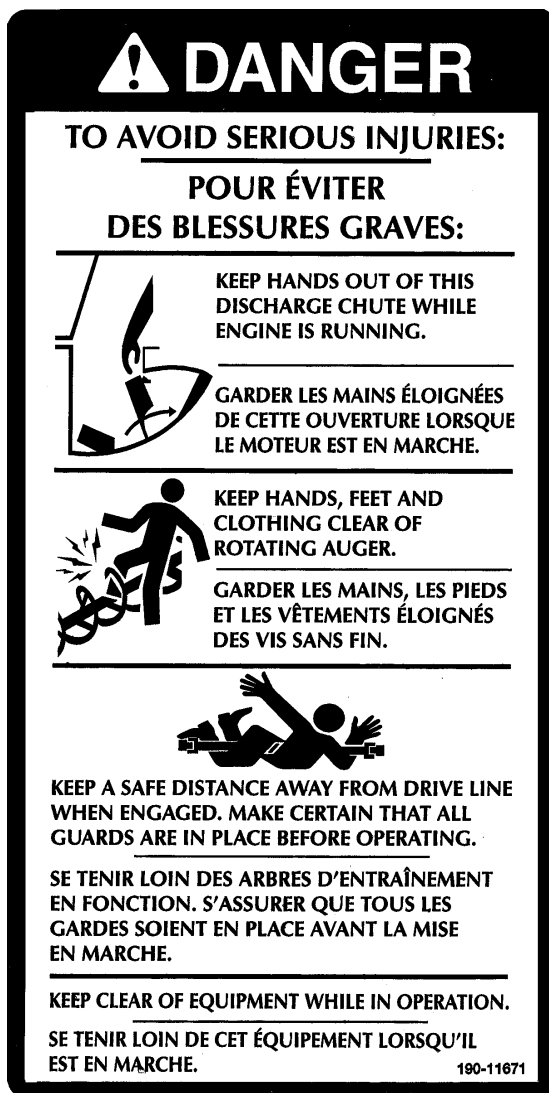 DANGER
TO AVOID SERIOUS INJURIES:
POUR ÉVITER
DES BLESSURES GRAVES:
KEEP HANDS OUT OF THIS
DISCHARGE CHUTE WHILE
ENGINE IS RUNNING.
GARDER LES MAINS ÉLOIGNÉES
DE CETTE OUVERTURE LORSQUE
LE MOTEUR EST EN MARCHE.
KEEP HANDS, FEET AND
CLOTHING CLEAR OF
ROTATING AUGER.
GARDER LES MAINS, LES PIEDS
ET LES VÊTEMENTS ÉLOIGNÉS
DES VIS SANS FIN.
KEEP A SAFE DISTANCE AWAY FROM DRIVE LINE
WHEN ENGAGED. MAKE CERTAIN THAT ALL
GUARDS ARE IN PLACE BEFORE OPERATING.
SE TENIR LOIN DES ARBRES D'ENTRAÎNEMENT
EN FONCTION. S'ASSURER QUE TOUS LES
GARDES SOIENT EN PLACE AVANT LA MISE
EN MARCHE.
KEEP CLEAR OF EQUIPMENT WHILE IN OPERATION.
SE TENIR LOIN DE CET ÉQUIPEMENT LORSQU'IL
EST EN MARCHE.
190-11671